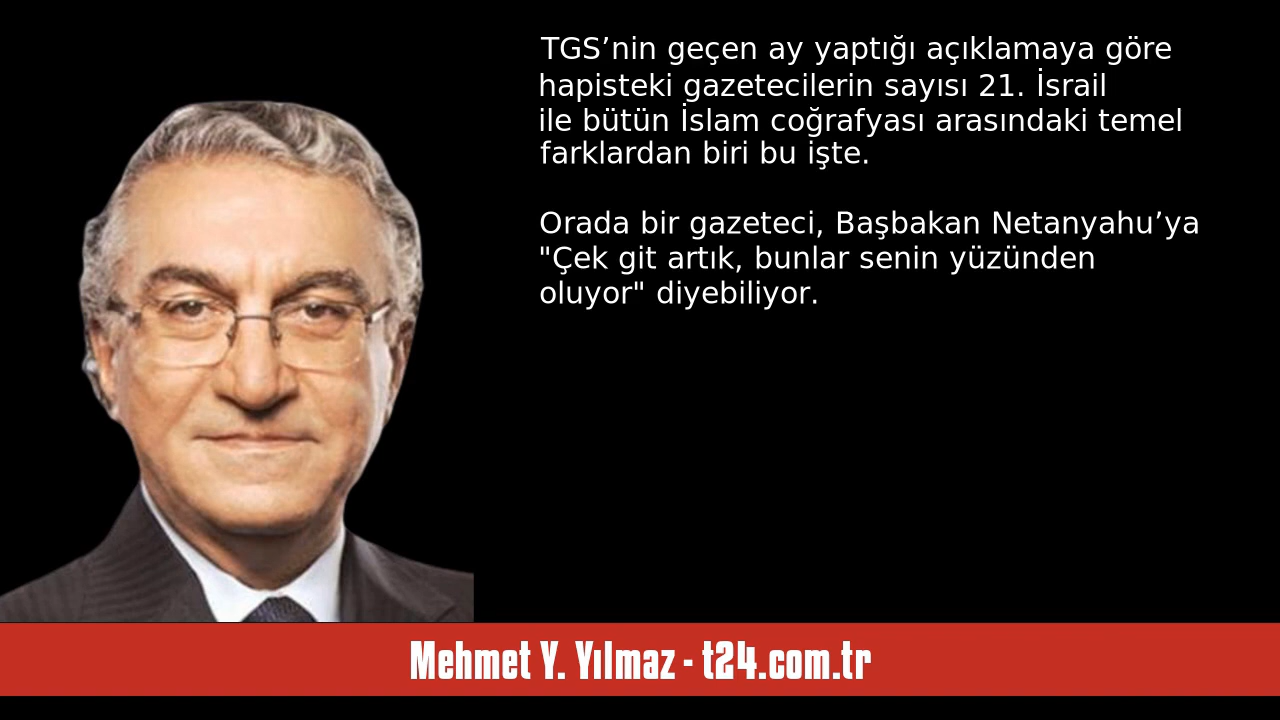 TGS’nin geçen ay yaptığı açıklamaya göre
hapisteki gazetecilerin sayısı 21. İsrail
ile bütün İslam coğrafyası arasındaki temel
farklardan biri bu işte.
Orada bir gazeteci, Başbakan Netanyahu’ya
"Çek git artık, bunlar senin yüzünden
oluyor" diyebiliyor.
Mehmet Y. Yılmaz - t24.com.tr